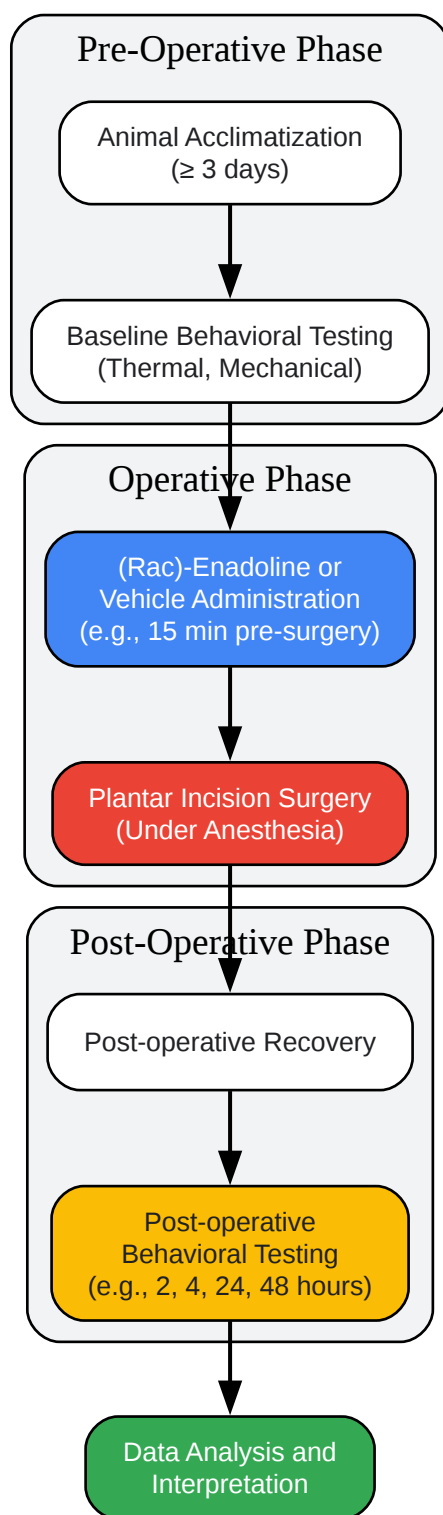 Pre-Operative Phase
Animal Acclimatization
(≥ 3 days)
Baseline Behavioral Testing
(Thermal, Mechanical)
Operative Phase
(Rac)-Enadoline or
Vehicle Administration
(e.g., 15 min pre-surgery)
Plantar Incision Surgery
(Under Anesthesia)
Post-Operative Phase
Post-operative Recovery
Post-operative
Behavioral Testing
(e.g., 2, 4, 24, 48 hours)
Data Analysis and
Interpretation